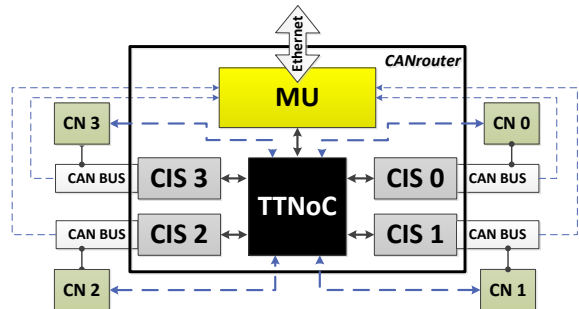 Ethernet
CANrouter
MU
CN 3
CN 0
CAN BUS
CIS 3
CIS 0
CAN BUS
TTNoC
CAN BUS
CIS 2
CIS 1
CAN BUS
CN 2
CN 1